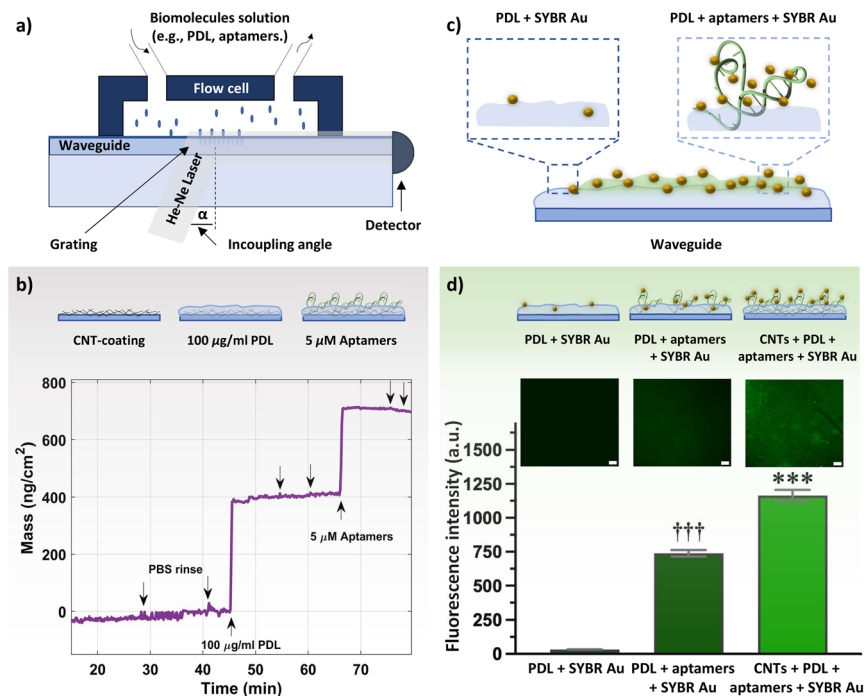 a)
Biomolecules solution
(e.g., PDL, aptamers.)
Flow cell
Waveguide
He-Ne Laser
α
Grating
Incoupling angle
Detector
c)
PDL + SYBR Au
PDL + aptamers + SYBR Au
Waveguide
b)
CNT-coating
100 µg/ml PDL
5 µM Aptamers
Mass (ng/cm²)
800
600
400
200
0
PBS rinse
5 µM Aptamers
100 µg/ml PDL
20
30
40
50
60
70
Time (min)
d)
PDL + SYBR Au
PDL + aptamers
+ SYBR Au
CNTs + PDL +
aptamers + SYBR Au
Fluorescence intensity (a.u.)
1500
1250
1000
750
500
250
0
†††
***
PDL + SYBR Au
PDL + aptamers
+ SYBR Au
CNTs + PDL +
aptamers + SYBR Au